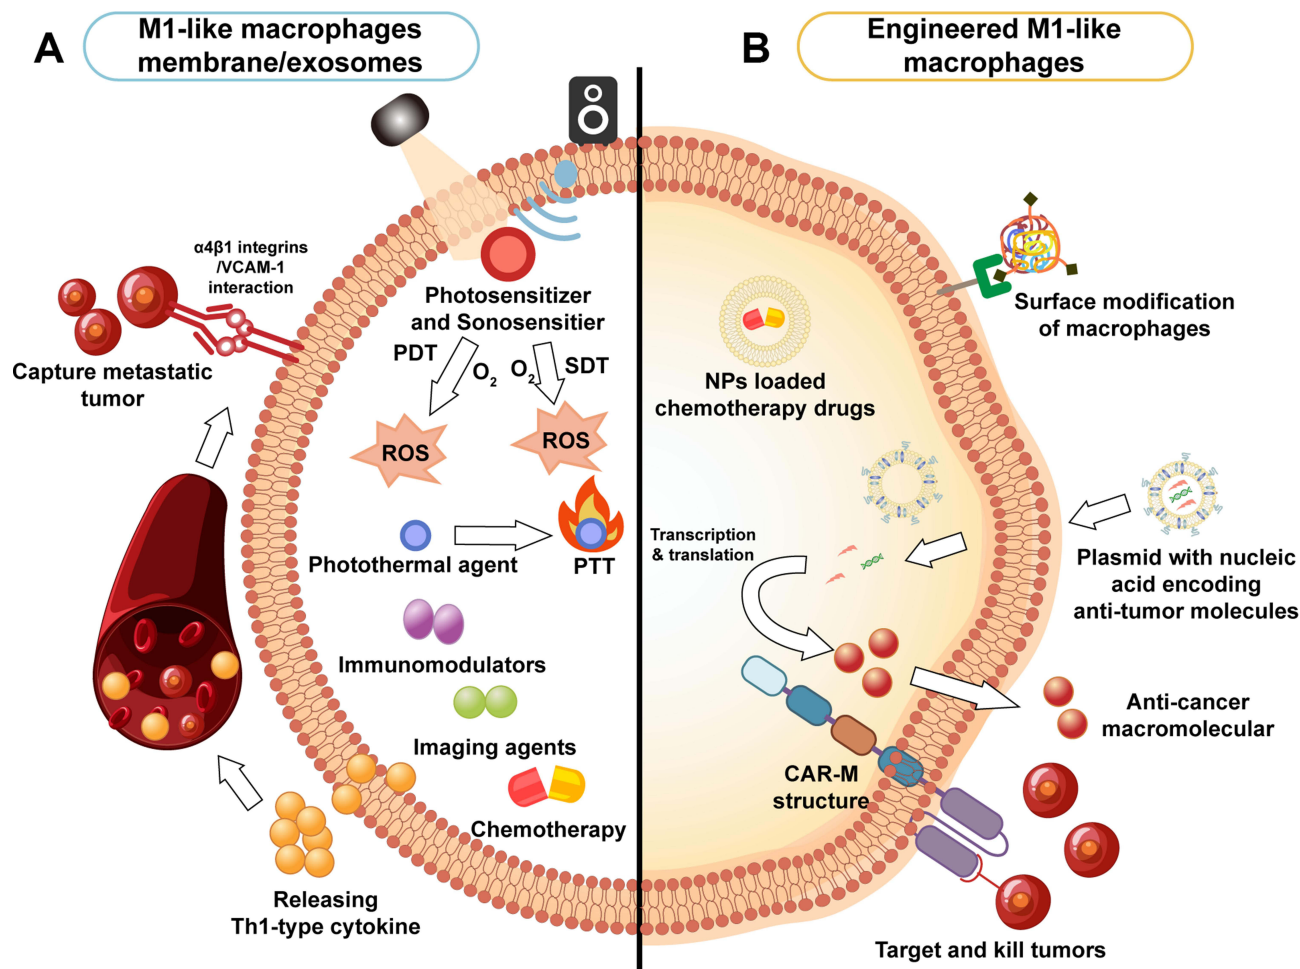 A
M1-like macrophages
membrane/exosomes
α4β1 integrins
/VCAM-1
interaction
Capture metastatic
tumor
Photosensitizer
and Sonosensitier
PDT
O2
O2
SDT
ROS
ROS
Photothermal agent
PTT
Immunomodulators
Imaging agents
Chemotherapy
Releasing
Th1-type cytokine
B
Engineered M1-like
macrophages
Surface modification
of macrophages
NPs loaded
chemotherapy drugs
Transcription
& translation
Plasmid with nucleic
acid encoding
anti-tumor molecules
Anti-cancer
macromolecular
CAR-M
structure
Target and kill tumors